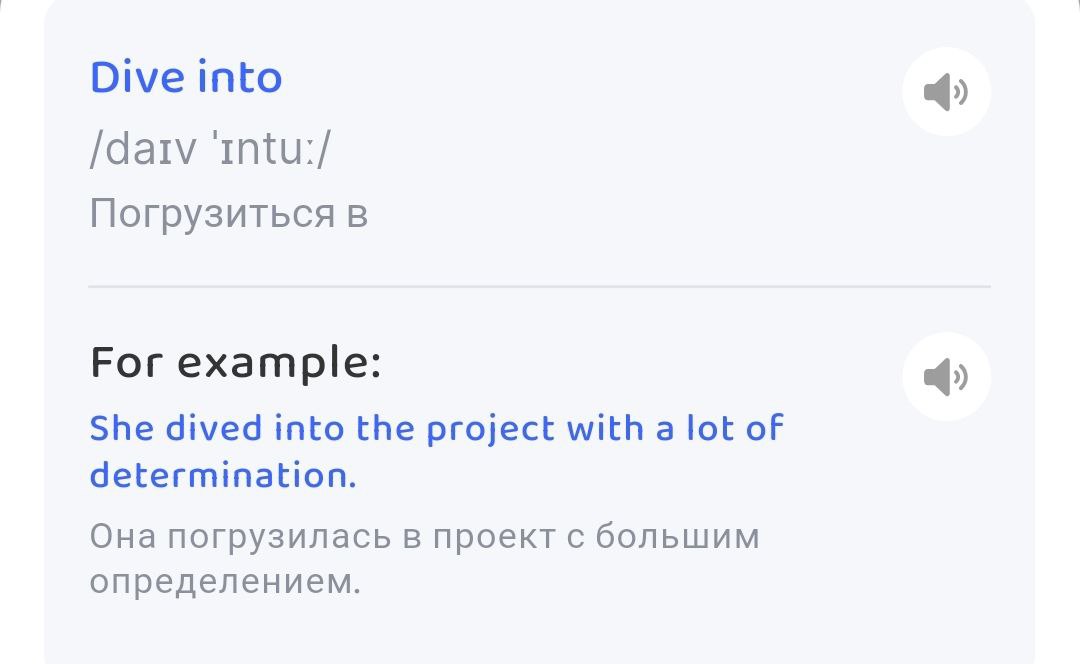 Dive into
/daɪv ˈɪntuː/
Погрузиться в
For example:
She dived into the project with a lot of
determination.
Она погрузилась в проект с большим
определением.